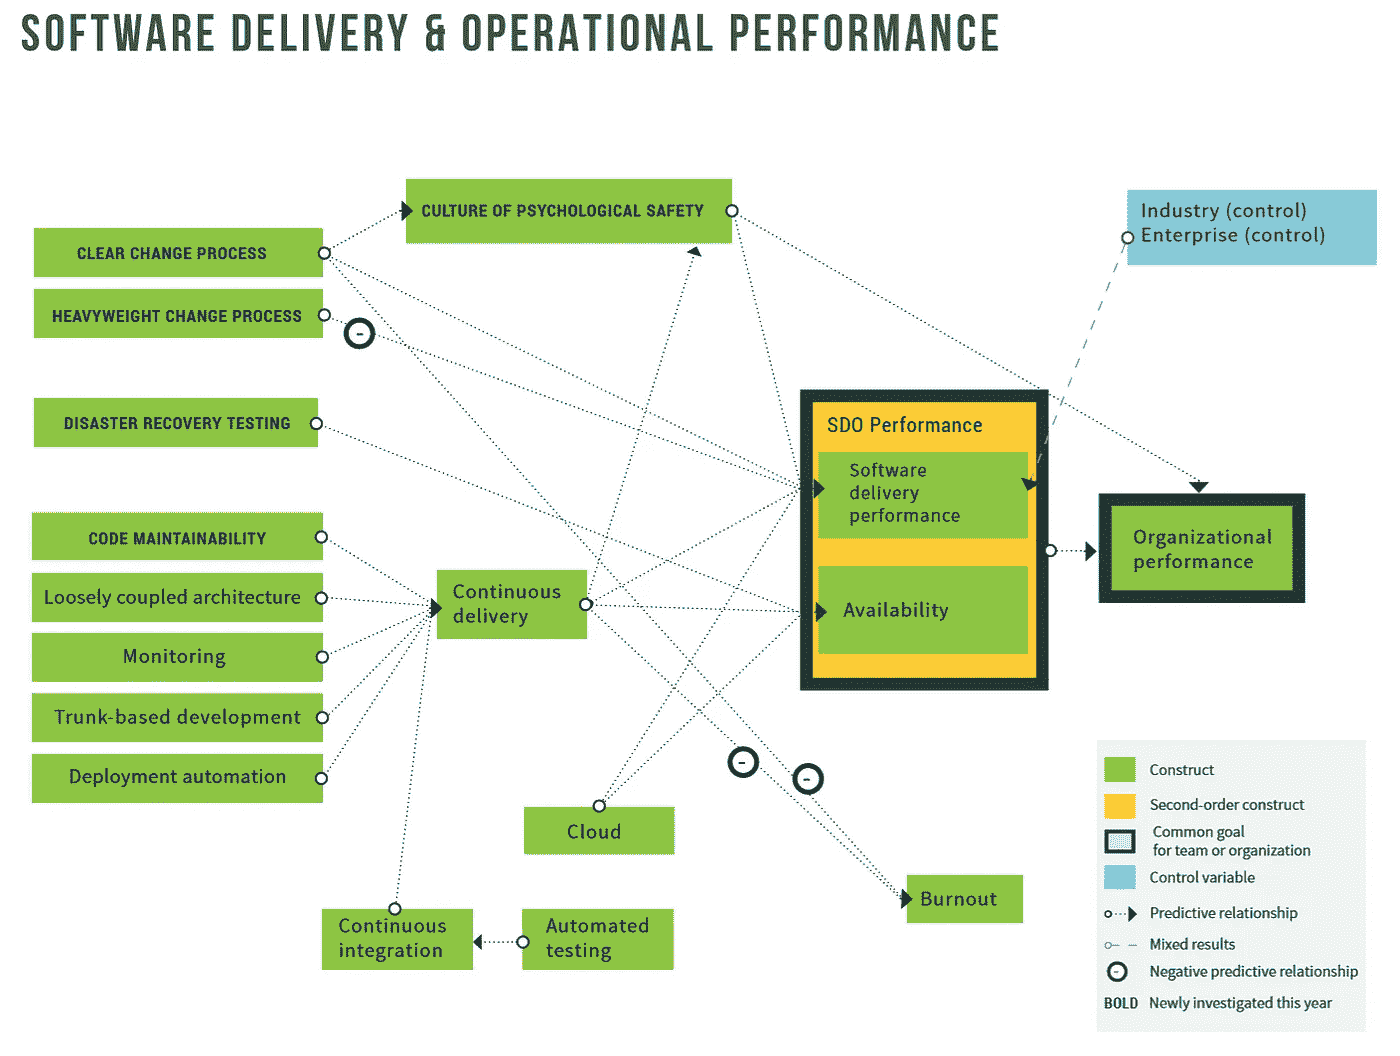 SOFTWARE DELIVERY & OPERATIONAL PERFORMANCE
CULTURE OF PSYCHOLOGICAL SAFETY
Industry (control)
Enterprise (control)
CLEAR CHANGE PROCESS
HEAVYWEIGHT CHANGE PROCESS
-
DISASTER RECOVERY TESTING
SDO Performance
Software
delivery
performance
Availability
Organizational
performance
CODE MAINTAINABILITY
Loosely coupled architecture
Monitoring
Trunk-based development
Deployment automation
Continuous
delivery
-
-
Cloud
Burnout
Continuous
integration
Automated
testing
Construct
Second-order construct
Common goal
for team or organization
Control variable
Predictive relationship
Mixed results
- Negative predictive relationship
BOLD Newly investigated this year